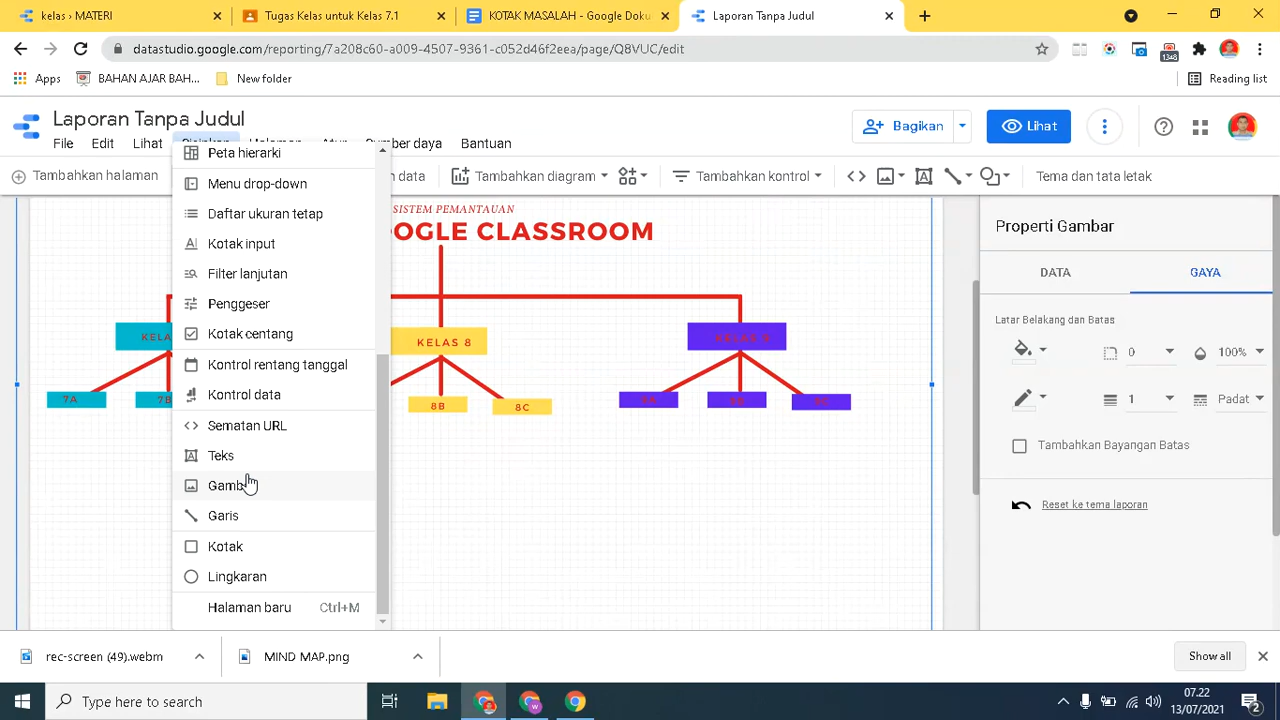 kelas › MATERI
Tugas Kelas untuk Kelas 7.1
KOTAK MASALAH - Google Doku
Laporan Tanpa Judul
datastudio.google.com/reporting/7a208c60-a009-4507-9361-c052d46f2eea/page/Q8VUC/edit
1348
Apps
BAHAN AJAR BAH...
New folder
Reading list
Laporan Tanpa Judul
File
Edit
Lihat
Sumber daya
Bantuan
Bagikan
Lihat
Tambahkan halaman
data
Tambahkan diagram
Tambahkan kontrol
Tema dan tata letak
Peta hierarki
Menu drop-down
Daftar ukuran tetap
Kotak input
Filter lanjutan
Penggeser
Kotak centang
Kontrol rentang tanggal
Kontrol data
Sematan URL
Teks
Gamb
Garis
Kotak
Lingkaran
Halaman baru Ctrl+M
SISTEM PEMANTAUAN
OGLE CLASSROOM
KELA
KELAS 8
7A
7B
8B
8C
Properti Gambar
DATA
GAYA
Latar Belakang dan Batas
0
100%
1
Padat
Tambahkan Bayangan Batas
Reset ke tema laporan
rec-screen (49).webm
MIND MAP.png
Show all
Type here to search
07.22
13/07/2021
2